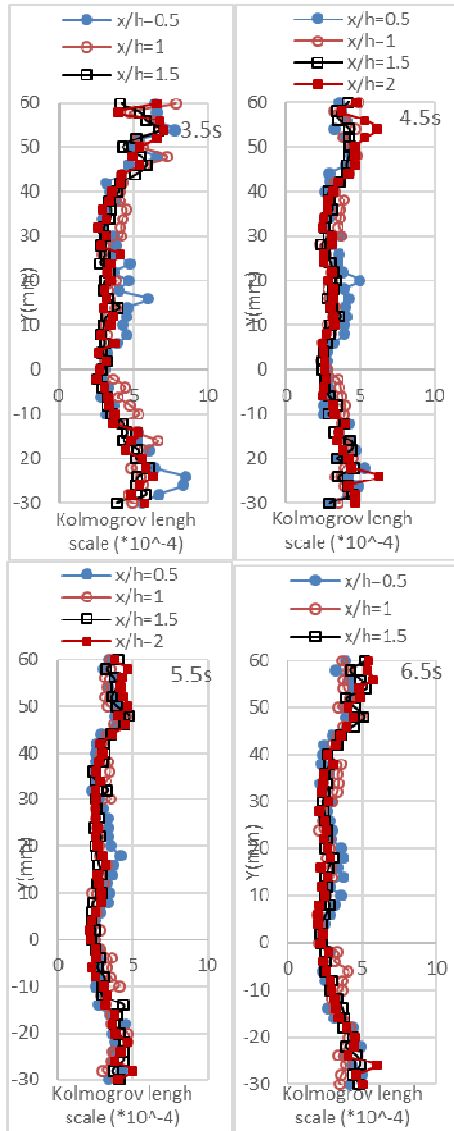 x/h=0.5
x/h=1
x/h=1.5
3.5s
60
50
40
30
20
10
0
-10
-20
-30
Y(mm)
0 5 10
Kolmogrov lengh
scale (*10^-4)
x/h=0.5
x/h=1
x/h=1.5
x/h=2
4.5s
60
50
40
30
20
10
0
-10
-20
-30
Y(mm)
0 5 10
Kolmogrov lengh
scale (*10^-4)
x/h=0.5
x/h=1
x/h=1.5
x/h=2
5.5s
60
50
40
30
20
10
0
-10
-20
-30
Y(mm)
0 5 10
Kolmogrov lengh
scale (*10^-4)
x/h=0.5
x/h=1
x/h=1.5
6.5s
60
50
40
30
20
10
0
-10
-20
-30
Y(mm)
0 5 10
Kolmogrov lengh
scale (*10^-4)